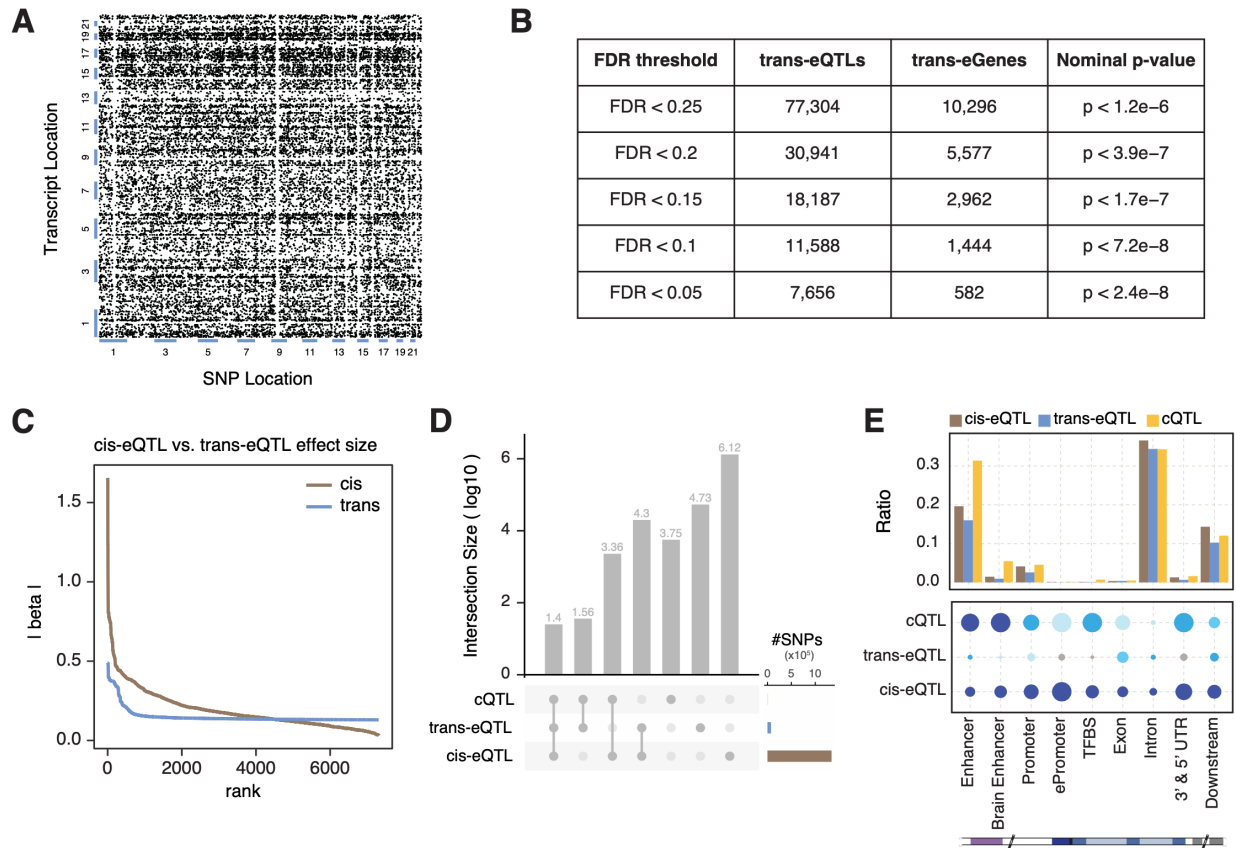 A
Transcript Location
21
19
17
15
13
11
9
7
5
3
1
1 3 5 7 9 11 13 15 17 19 21
SNP Location
B
FDR threshold trans-eQTLs trans-eGenes Nominal p-value
FDR < 0.25 77,304 10,296 p < 1.2e−6
FDR < 0.2 30,941 5,577 p < 3.9e−7
FDR < 0.15 18,187 2,962 p < 1.7e−7
FDR < 0.1 11,588 1,444 p < 7.2e−8
FDR < 0.05 7,656 582 p < 2.4e−8
C
cis-eQTL vs. trans-eQTL effect size
cis
trans
| beta |
1.5
1.0
0.5
0.0
0 2000 4000 6000
rank
D
Intersection Size ( log10 )
6
4
2
0
1.4 1.56 3.36 4.3 3.75 4.73 6.12
#SNPs
(x10⁵)
0 5 10
cQTL
trans-eQTL
cis-eQTL
E
cis-eQTL trans-eQTL cQTL
Ratio
0.3
0.2
0.1
0.0
cQTL
trans-eQTL
cis-eQTL
Enhancer
Brain Enhancer
Promoter
ePromoter
TFBS
Exon
Intron
3' & 5' UTR
Downstream